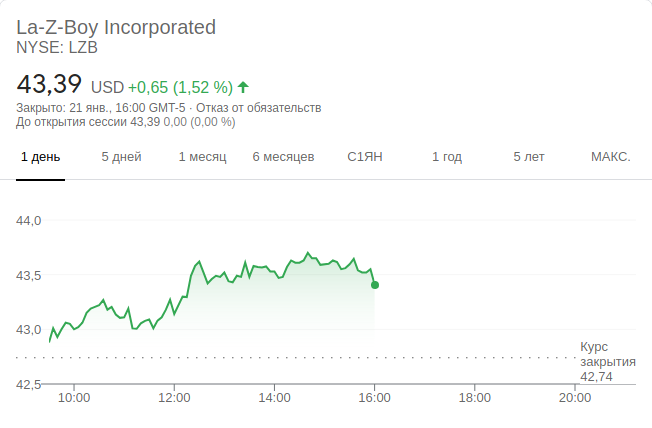 La-Z-Boy Incorporated
NYSE: LZB
43,39 USD +0,65 (1,52 %)
Закрыто: 21 янв., 16:00 GMT-5 · Отказ от обязательств
До открытия сессии 43,39 0,00 (0,00 %)
1 день 5 дней 1 месяц 6 месяцев С1ЯН 1 год 5 лет МАКС.
44,0
43,5
43,0
Курс
закрытия
42,74
42,5
10:00 12:00 14:00 16:00 18:00 20:00